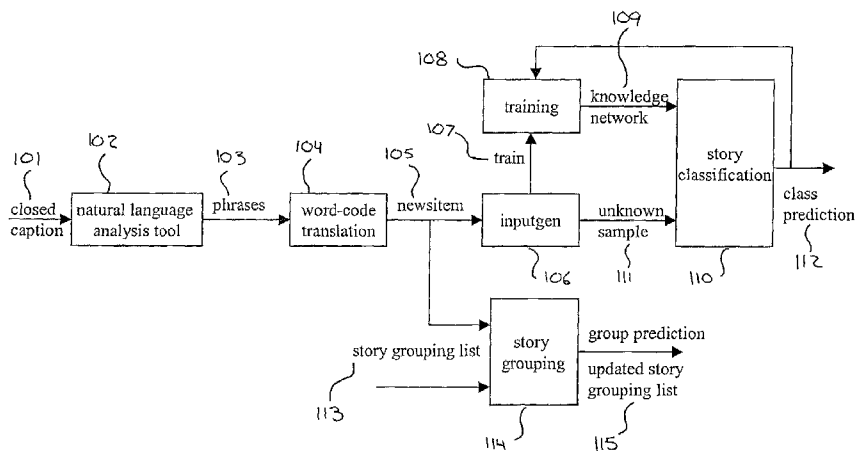 109
108
training
knowledge
network
107
train
story
classification
class
prediction
112
101
closed
caption
102
natural language
analysis tool
103
phrases
104
word-code
translation
105
newsitem
inputgen
106
unknown
sample
111
110
story grouping list
113
story
grouping
114
group prediction
updated story
grouping list
115